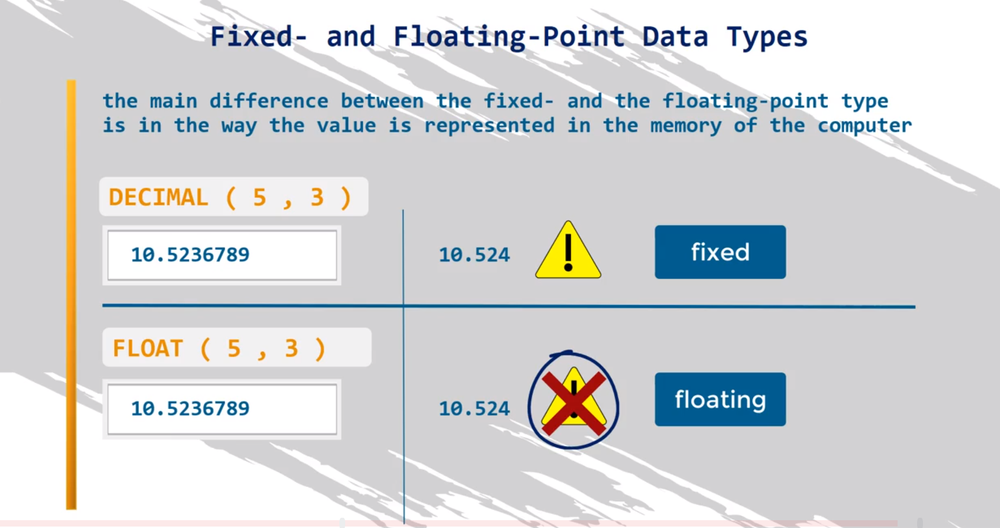 Fixed- and Floating-Point Data Types
the main difference between the fixed- and the floating-point type
is in the way the value is represented in the memory of the computer
DECIMAL ( 5 , 3 )
10.5236789
10.524
!
fixed
FLOAT ( 5 , 3 )
10.5236789
10.524
!
floating